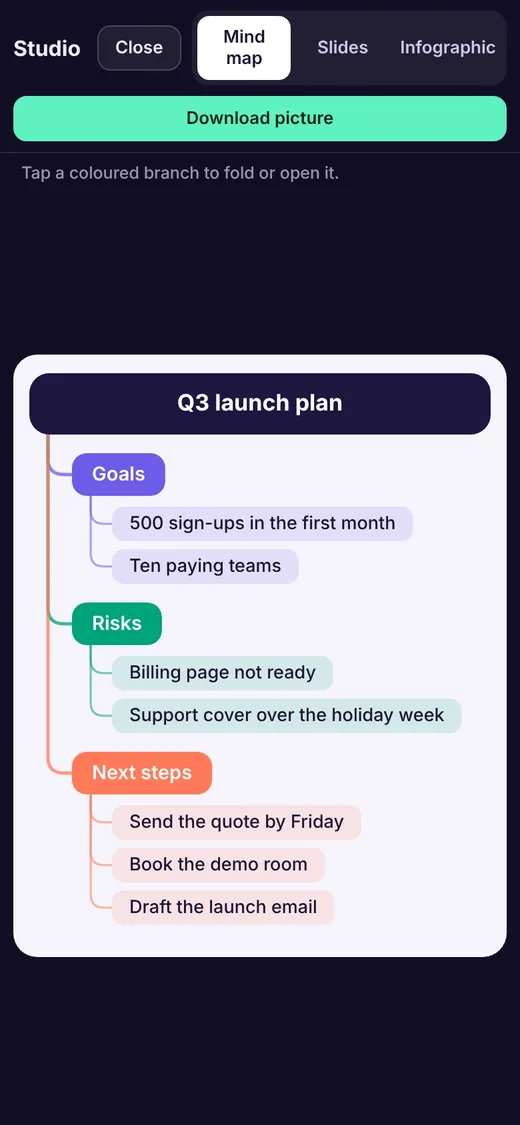 Studio
Close
Mind
map
Slides
Infographic
Download picture
Tap a coloured branch to fold or open it.
Q3 launch plan
Goals
500 sign-ups in the first month
Ten paying teams
Risks
Billing page not ready
Support cover over the holiday week
Next steps
Send the quote by Friday
Book the demo room
Draft the launch email